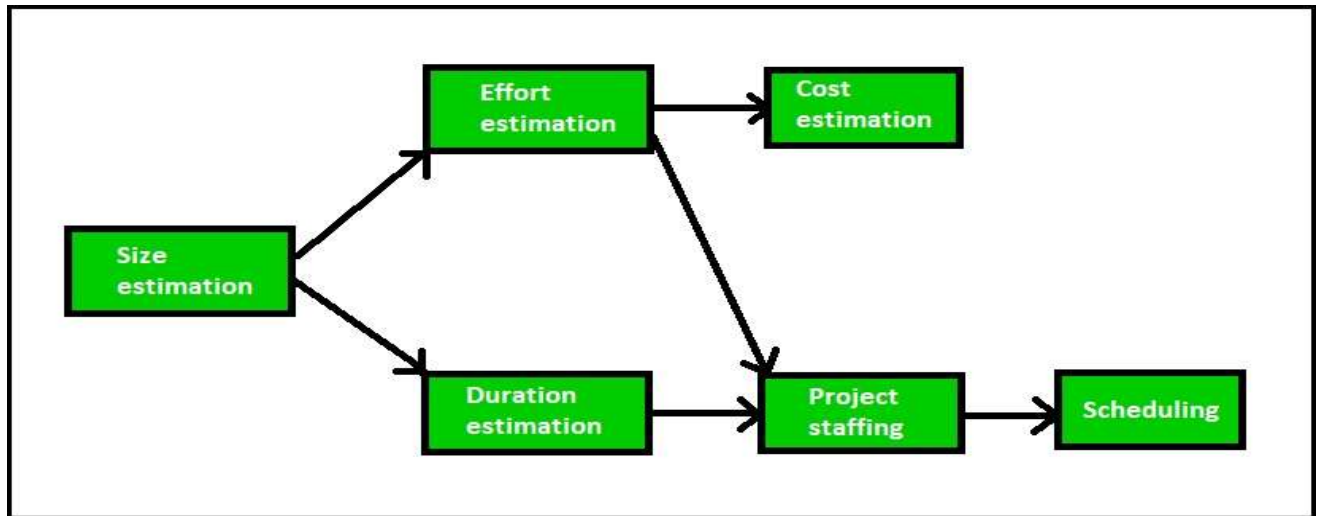 Effort
estimation
Cost
estimation
Size
estimation
Duration
estimation
Project
staffing
Scheduling